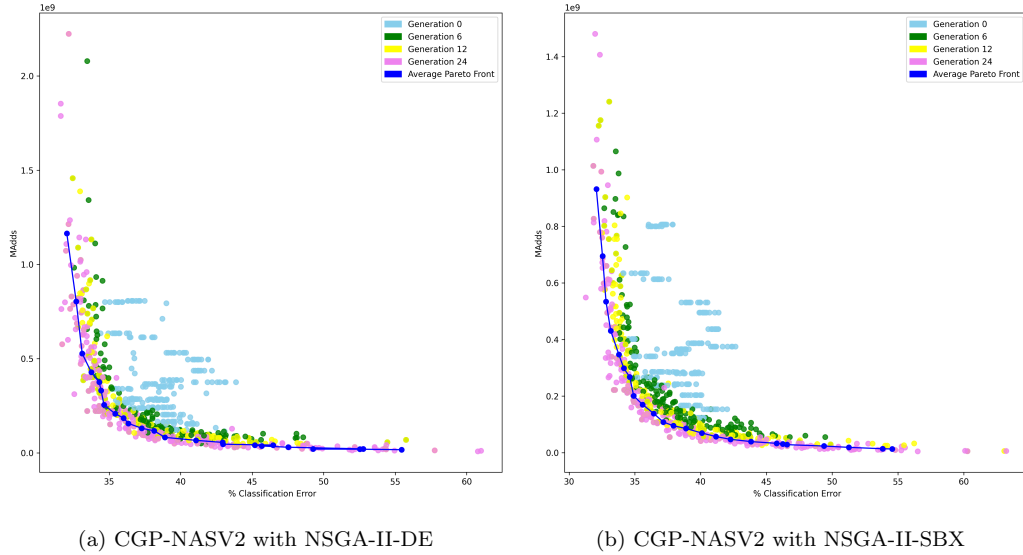 1e9
2.0
1.5
1.0
0.5
0.0
MAdds
35
40
45
50
55
60
% Classification Error
Generation 0
Generation 6
Generation 12
Generation 24
Average Pareto Front
(a) CGP-NASV2 with NSGA-II-DE
1e9
1.4
1.2
1.0
0.8
0.6
0.4
0.2
0.0
MAdds
30
35
40
45
50
55
60
% Classification Error
Generation 0
Generation 6
Generation 12
Generation 24
Average Pareto Front
(b) CGP-NASV2 with NSGA-II-SBX